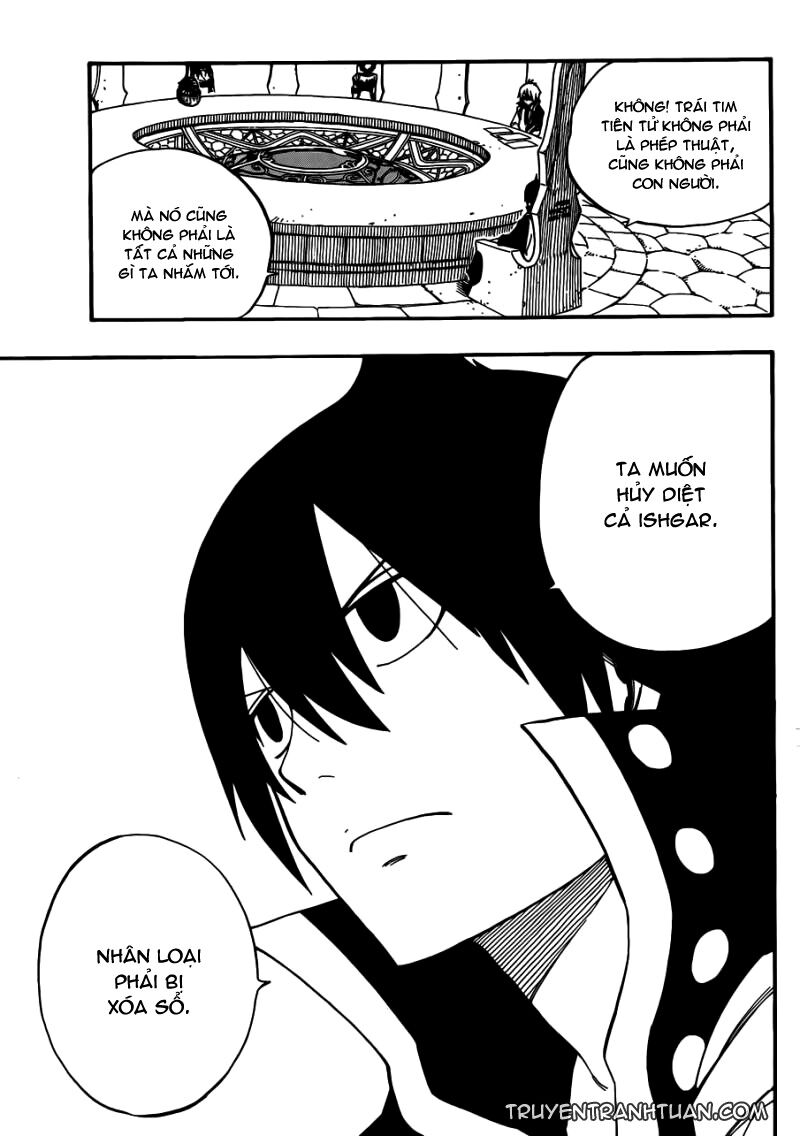 KHÔNG! TRÁI TIM
TIÊN TỬ KHÔNG PHẢI
LÀ PHÉP THUẬT,
CŨNG KHÔNG PHẢI
CON NGƯỜI.
MÀ NÓ CŨNG
KHÔNG PHẢI LÀ
TẤT CẢ NHỮNG
GÌ TA NHẮM TỚI.
TA MUỐN
HỦY DIỆT
CẢ ISHGAR.
NHÂN LOẠI
PHẢI BỊ
XÓA SỔ.
TRUYENTRANHTUAN.COM